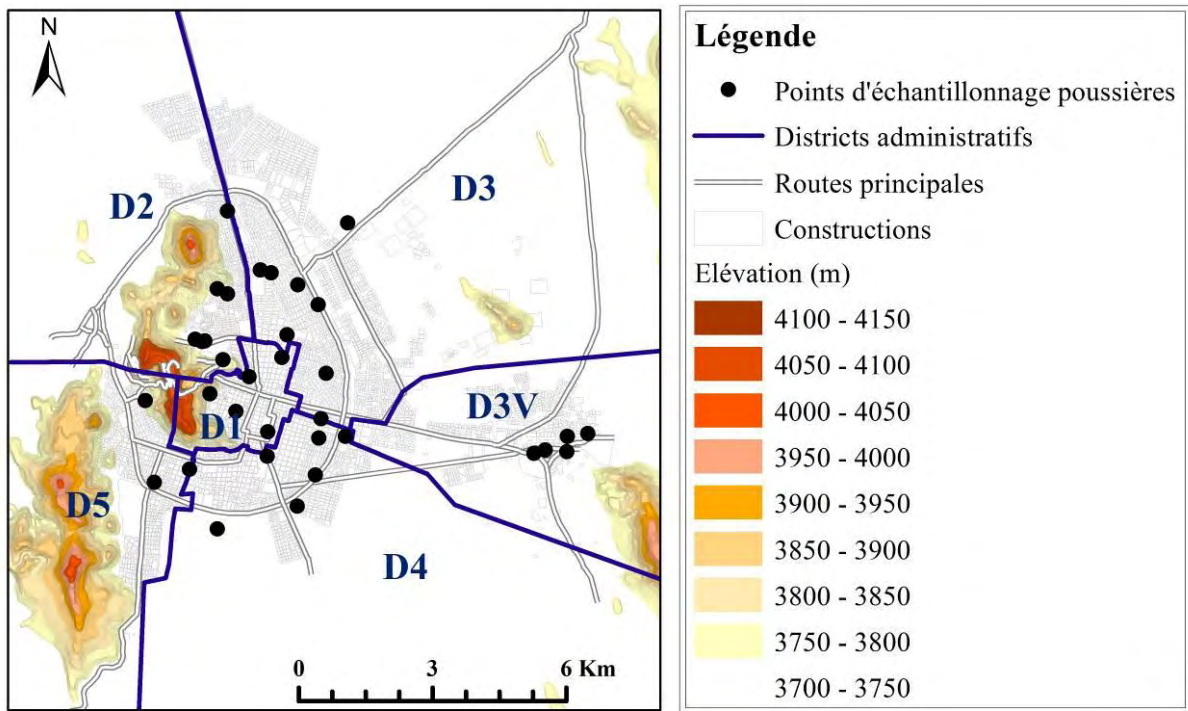 N
D2
D3
D3V
D1
D5
D4
0 3 6 Km
Légende
Points d'échantillonnage poussières
Districts administratifs
Routes principales
Constructions
Elévation (m)
4100 - 4150
4050 - 4100
4000 - 4050
3950 - 4000
3900 - 3950
3850 - 3900
3800 - 3850
3750 - 3800
3700 - 3750